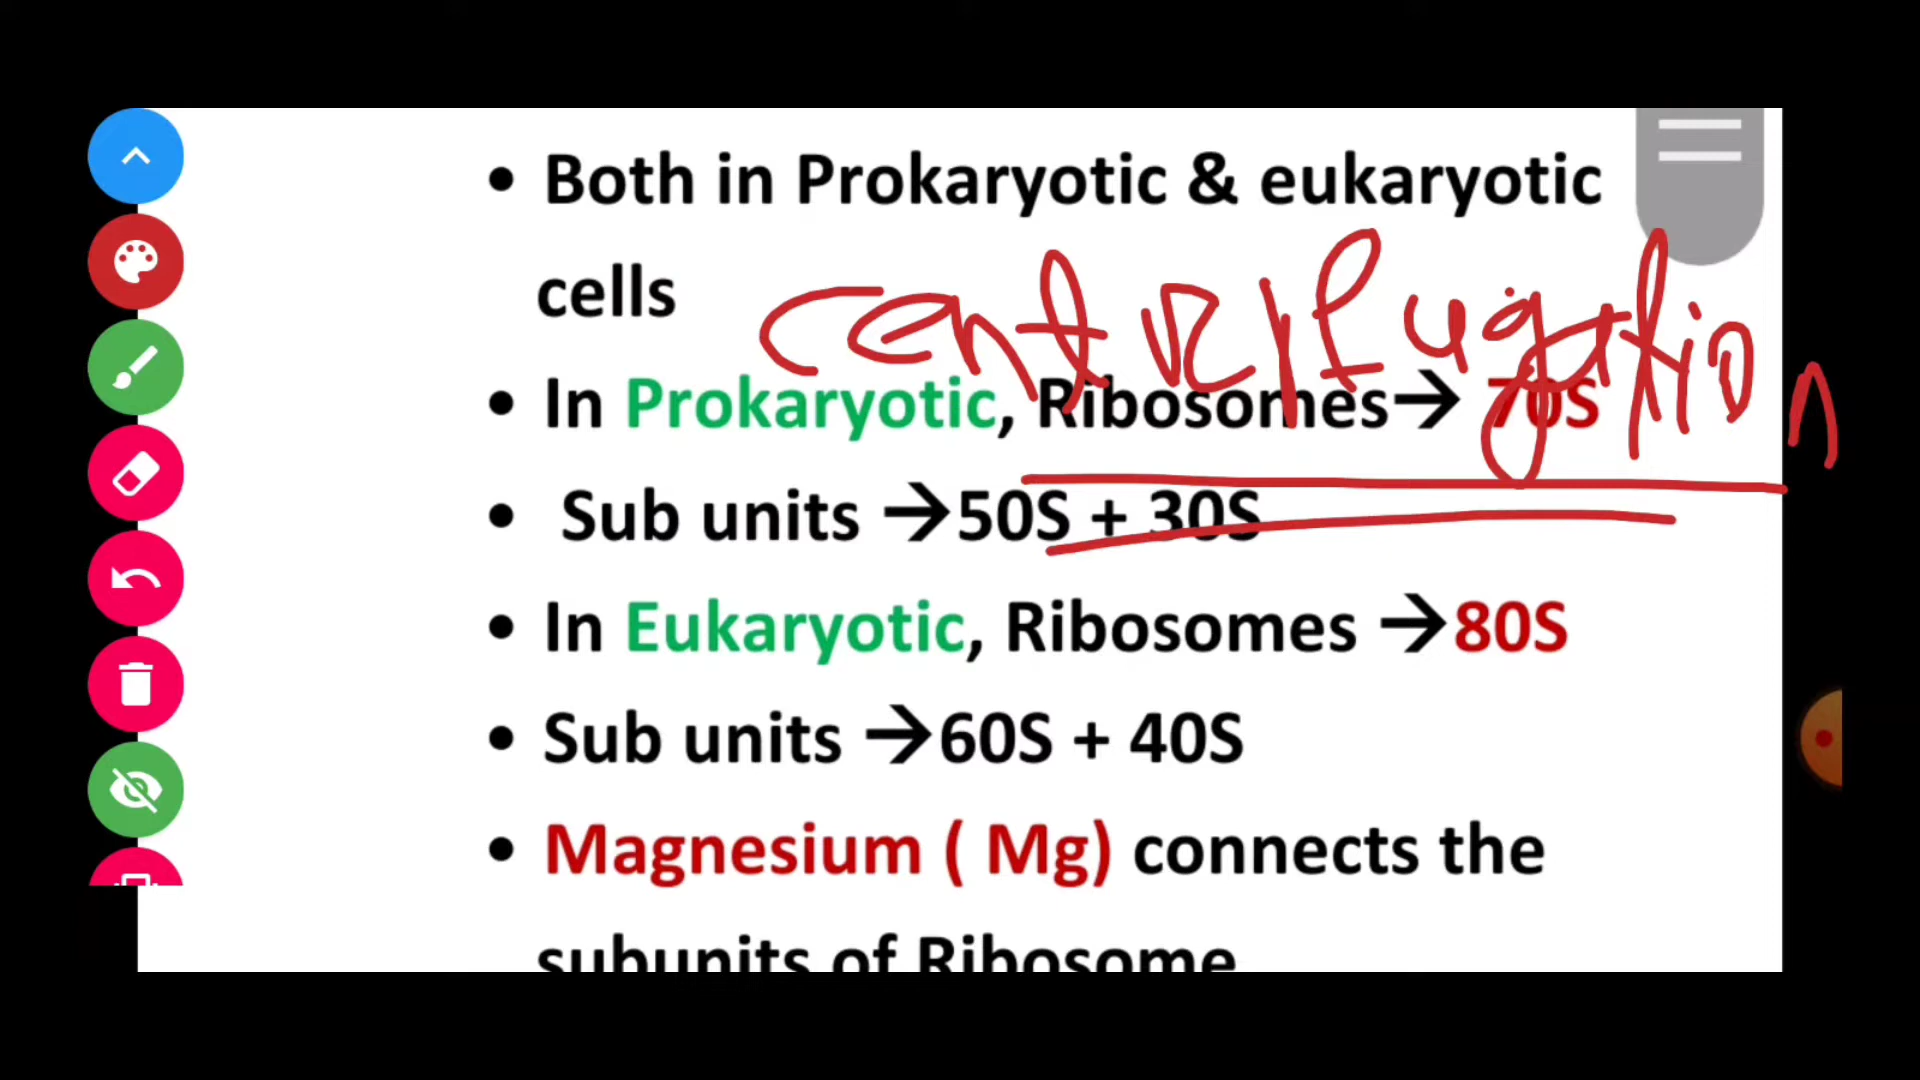 • Both in Prokaryotic & eukaryotic
cells
centrifugation
• In Prokaryotic, Ribosomes→ 70S
• Sub units →50S + 30S
• In Eukaryotic, Ribosomes →80S
• Sub units →60S + 40S
• Magnesium ( Mg) connects the
subunits of Ribosome